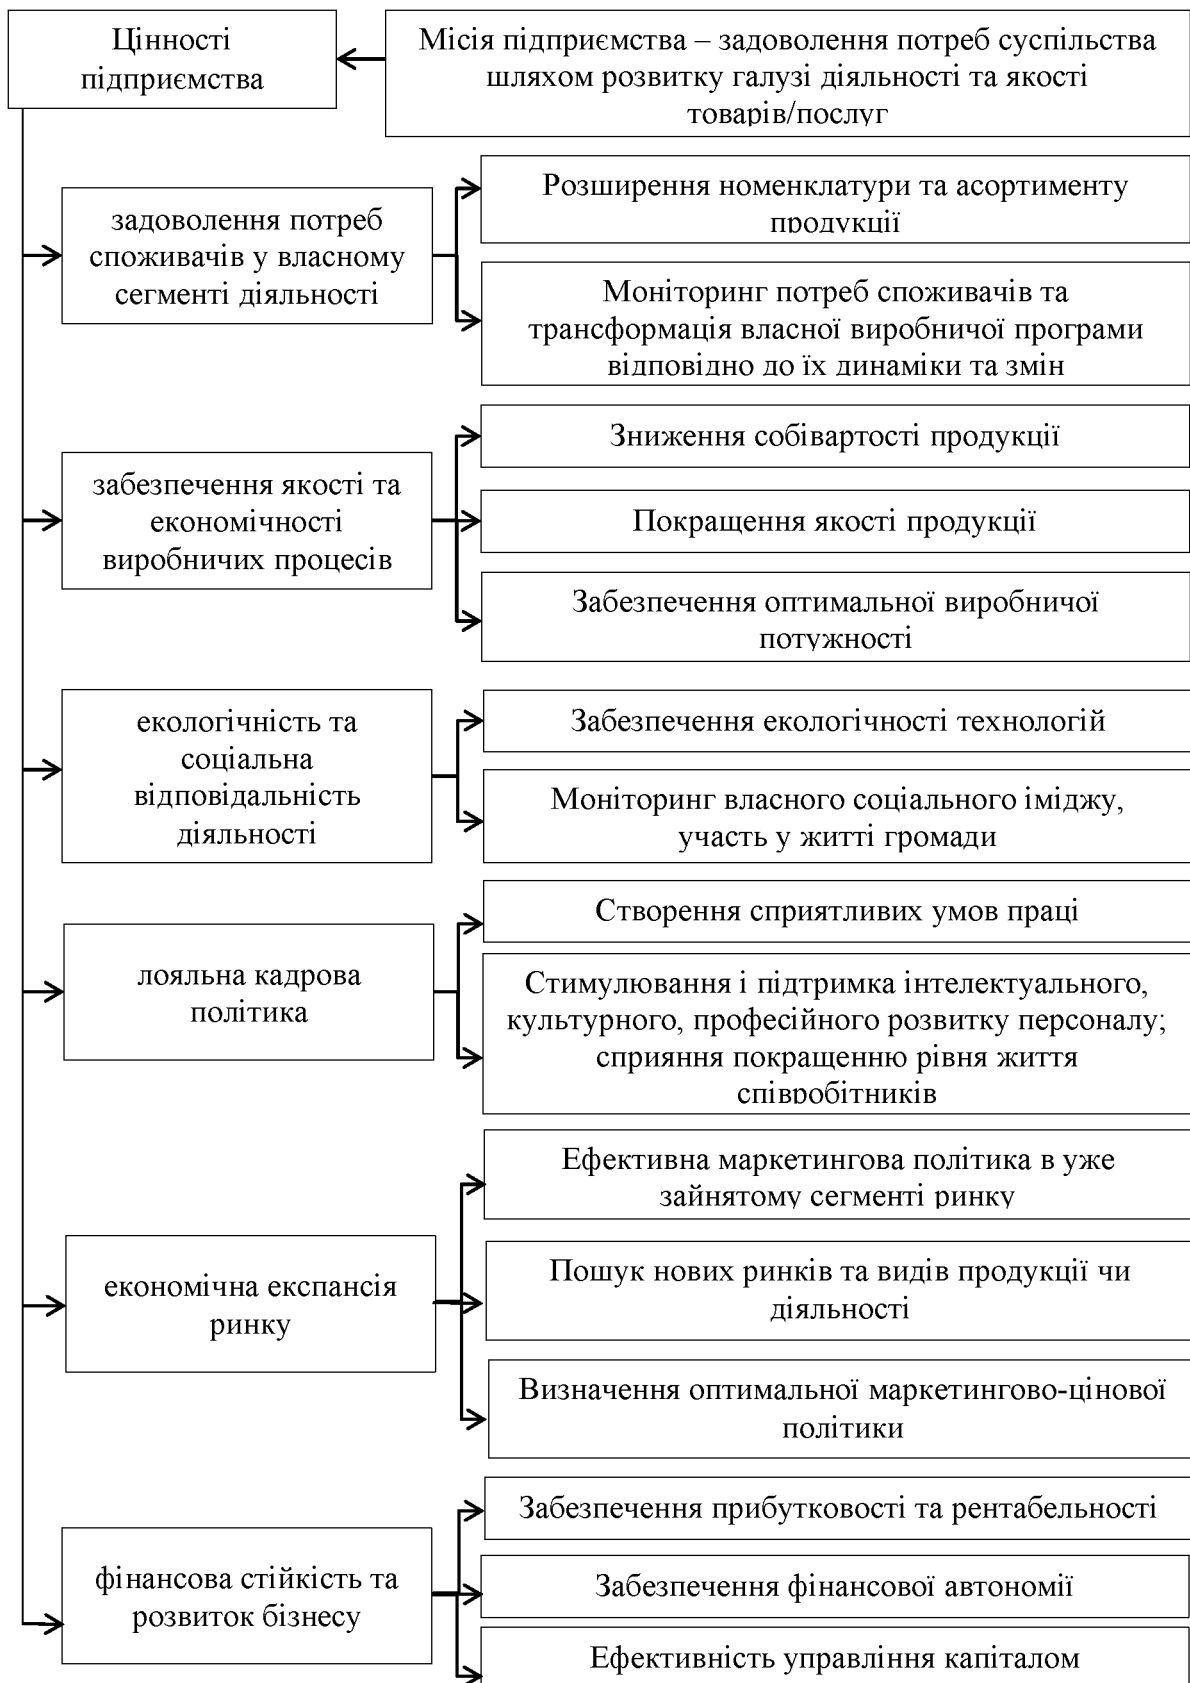 Цінності
підприємства
Місія підприємства – задоволення потреб суспільства
шляхом розвитку галузі діяльності та якості
товарів/послуг
задоволення потреб
споживачів у власному
сегменті діяльності
Розширення номенклатури та асортименту
продукції
Моніторинг потреб споживачів та
трансформація власної виробничої програми
відповідно до їх динаміки та змін
забезпечення якості та
економічності
виробничих процесів
Зниження собівартості продукції
Покращення якості продукції
Забезпечення оптимальної виробничої
потужності
екологічність та
соціальна
відповідальність
діяльності
Забезпечення екологічності технологій
Моніторинг власного соціального іміджу,
участь у житті громади
лояльна кадрова
політика
Створення сприятливих умов праці
Стимулювання і підтримка інтелектуального,
культурного, професійного розвитку персоналу;
сприяння покращенню рівня життя
співробітників
економічна експансія
ринку
Ефективна маркетингова політика в уже
зайнятому сегменті ринку
Пошук нових ринків та видів продукції чи
діяльності
Визначення оптимальної маркетингово-цінової
політики
фінансова стійкість та
розвиток бізнесу
Забезпечення прибутковості та рентабельності
Забезпечення фінансової автономії
Ефективність управління капіталом